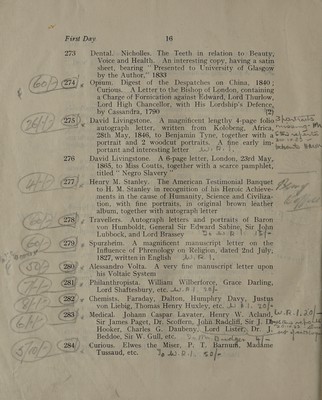 First Day 16
273 Dental. Nicholles. The Teeth in relation to Beauty,
Voice and Health. An interesting copy, having a satin
sheet, bearing "Presented to University of Glasgow
by the Author," 1833
274 Opium. Digest of the Despatches on China, 1840;
Curious. A Letter to the Bishop of London, containing
a Charge of Fornication against Edward, Lord Thurlow,
Lord High Chancellor, with His Lordship's Defence,
by Cassandra, 1790 [2]
275 David Livingstone. A magnificent lengthy 4-page folio
autograph letter, written from Kolobeng, Africa,
28th May, 1846, to Benjamin Tyne, together with a
portrait and 2 woodcut portraits. A fine early im-
portant and interesting letter
276 David Livingstone. A 6-page letter, London, 23rd May,
1865, to Miss Coutts, together with a scarce pamphlet,
titled "Negro Slavery"
277 Henry M. Stanley. The American Testimonial Banquet
to H. M. Stanley in recognition of his Heroic Achieve-
ments in the cause of Humanity, Science and Civiliza-
tion, with fine portraits, in original brown leather
album, together with autograph letter
278 Travellers. Autograph letters and portraits of Baron
von Humboldt, General Sir Edward Sabine, Sir John
Lubbock, and Lord Brassey
279 Spurzheim. A magnificent manuscript letter on the
Influence of Phrenology on Religion, dated 2nd July,
1827, written in English
280 Alessandro Volta. A very fine manuscript letter upon
his Voltaic System
281 Philanthropists. William Wilberforce, Grace Darling,
Lord Shaftesbury, etc.
282 Chemists. Faraday, Dalton, Humphry Davy, Justus
von Liebig, Thomas Henry Huxley, etc.
283 Medical. Johann Caspar Lavater, Henry W. Acland,
Sir James Paget, Dr. Scoffern, John Radcliff, Sir J. D.
Hooker, Charles G. Daubeny, Lord Lister, Dr. J.
Beddoe, Sir W. Gull, etc.
284 Curious. Elwes the Miser, P. T. Barnum, Madame
Tussaud, etc.